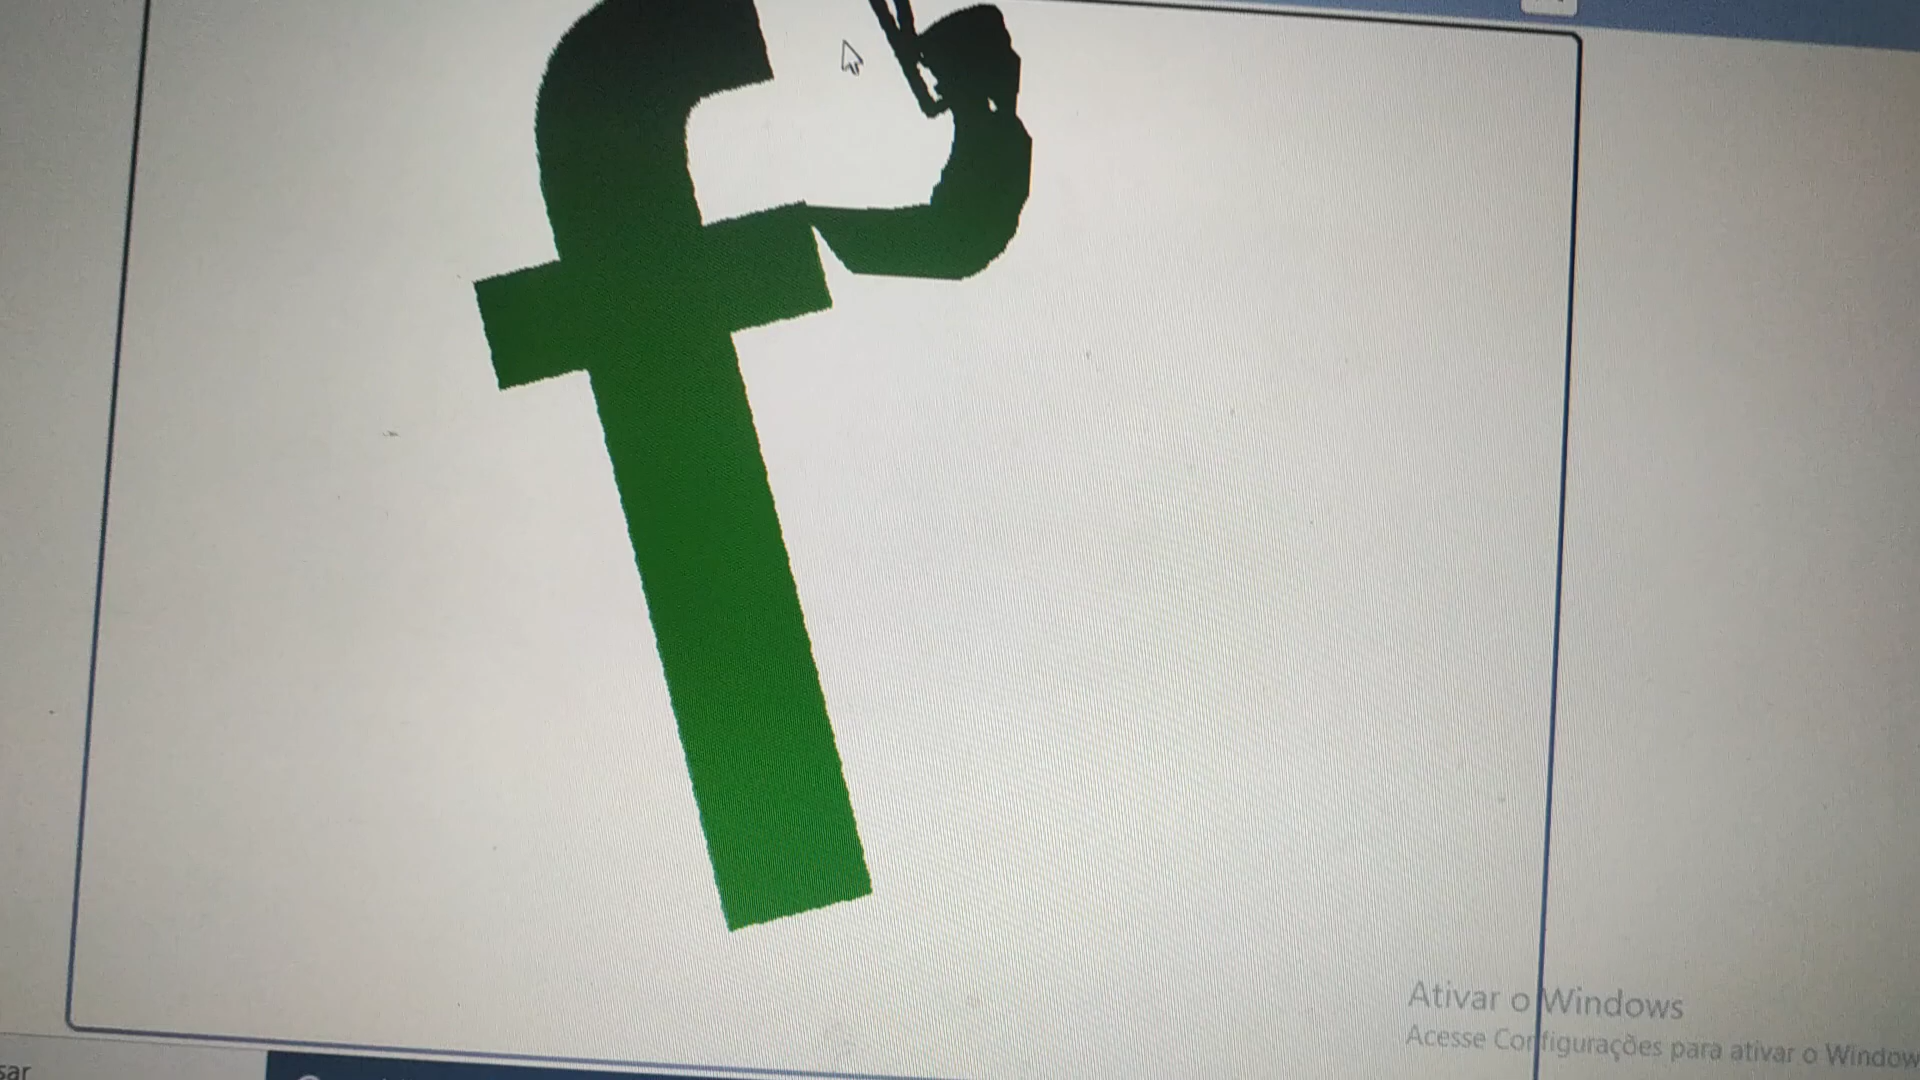 f
Ativar o Windows
Acesse Configurações para ativar o Window
sar